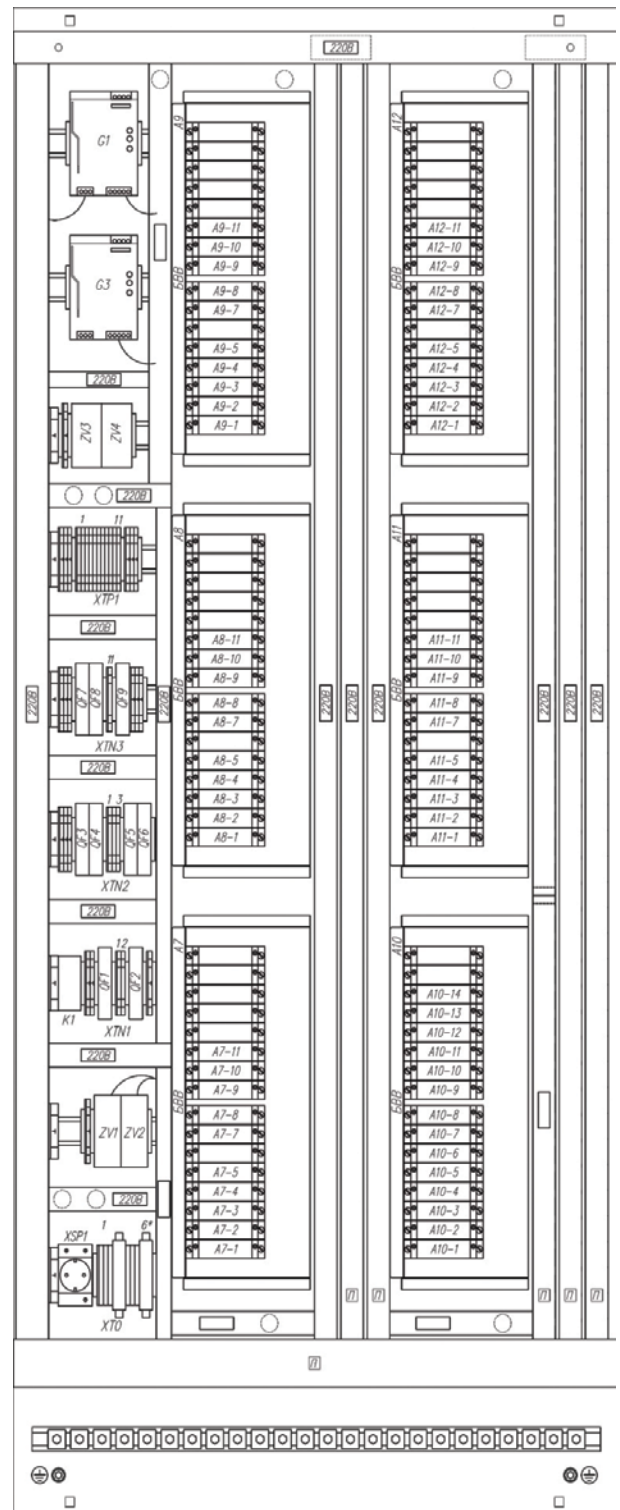 220В
G1
G3
220В
ZV3 ZV4
220В
1 11
XTP1
220В
11
QF7 QF8 QF9
XTN3
220В
1 3
QF3 QF4 QF5 QF6
XTN2
220В
12
QF1 QF2
K1
XTN1
220В
ZV1 ZV2
220В
XSP1
1 6*
XT0
220В
220В
A9
A9-11
A9-10
A9-9
БВВ
A9-8
A9-7
A9-5
A9-4
A9-3
A9-2
A9-1
A8
A8-11
A8-10
A8-9
БВВ
A8-8
A8-7
A8-5
A8-4
A8-3
A8-2
A8-1
A7
A7-11
A7-10
A7-9
БВВ
A7-8
A7-7
A7-5
A7-4
A7-3
A7-2
A7-1
220В
220В
220В
A12
A12-11
A12-10
A12-9
БВВ
A12-8
A12-7
A12-5
A12-4
A12-3
A12-2
A12-1
A11
A11-11
A11-10
A11-9
БВВ
A11-8
A11-7
A11-5
A11-4
A11-3
A11-2
A11-1
A10
A10-14
A10-13
A10-12
A10-11
A10-10
A10-9
БВВ
A10-8
A10-7
A10-6
A10-5
A10-4
A10-3
A10-2
A10-1
220В
220В
220В
П
П
П
П
П
П